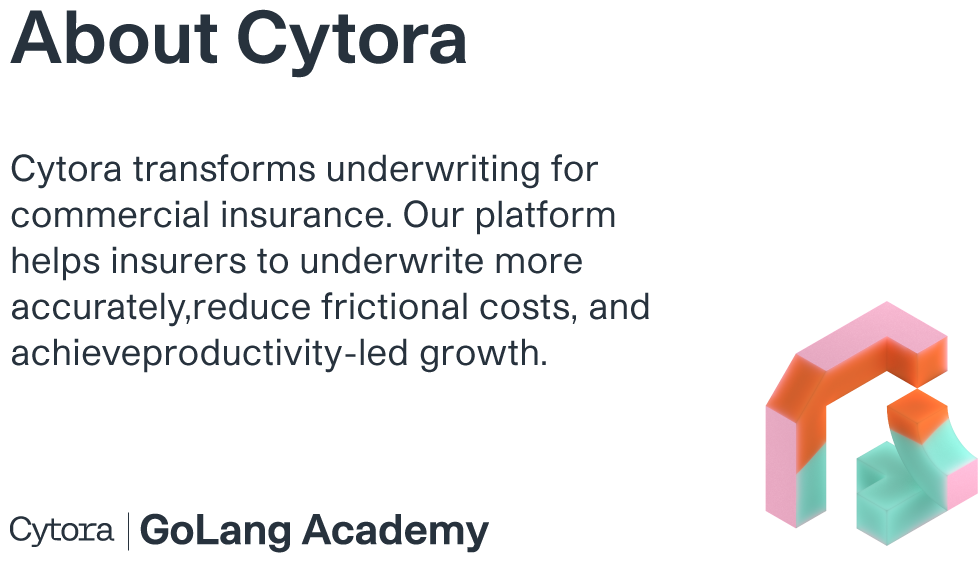 About Cytora
Cytora transforms underwriting for
commercial insurance. Our platform
helps insurers to underwrite more
accurately,reduce frictional costs, and
achieveproductivity-led growth.
Cytora | GoLang Academy